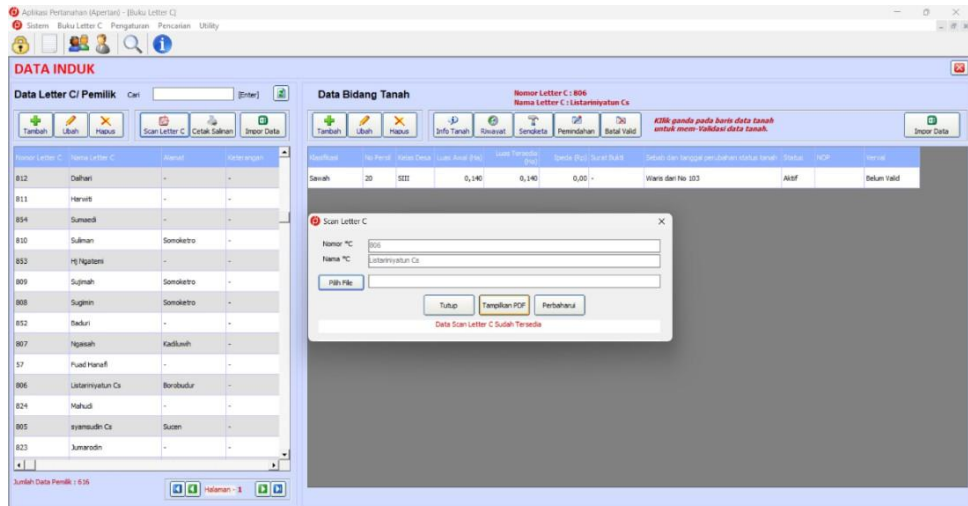 Aplikasi Pertanahan (Apertan) - [Buku Letter C]
Sistem Buku Letter C Pengaturan Pencarian Utility
DATA INDUK
Data Letter C/ Pemilik Cari [Enter]
Tambah Ubah Hapus Scan Letter C Cetak Salinan Impor Data
Nomor Letter C Nama Letter C Alamat Keterangan
812 Dalhari - -
811 Harwiti - -
854 Sumaedi - -
810 Suliman Somoketro -
853 Hj Ngatemi - -
809 Sujimah Somoketro -
808 Sugimin Somoketro -
852 Baduri - -
807 Ngaisah Kadiluwih -
57 Fuad Hanafi - -
806 Listariniyatun Cs Borobudur -
824 Mahudi - -
805 syamsudin Cs Sucen -
823 Jumarodin - -
Jumlah Data Pemilik : 616
Halaman - 1
Data Bidang Tanah
Nomor Letter C : 806
Nama Letter C : Listariniyatun Cs
Tambah Ubah Hapus Info Tanah Riwayat Sengketa Pemindahan Batal Valid
Klik ganda pada baris data tanah
untuk mem-Validasi data tanah.
Impor Data
Klasifikasi No Persil Kelas Desa Luas Awal (Ha) Luas Tersedia (Ha) Ipeda (Rp) Surat Bukti Sebab dan tanggal perubahan status tanah Status NOP Verval
Sawah 20 SIII 0,140 0,140 0,00 - Waris dari No 103 Aktif Belum Valid
Scan Letter C
Nomor °C 806
Nama °C Listariniyatun Cs
Pilih File
Tutup Tampilkan PDF Perbaharui
Data Scan Letter C Sudah Tersedia